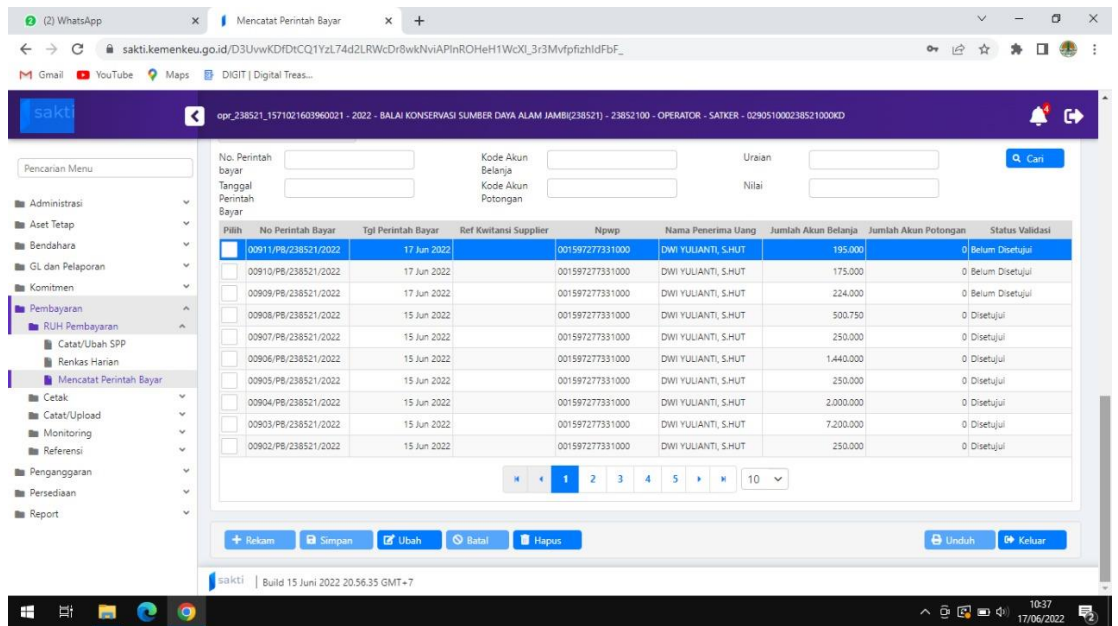 (2) WhatsApp
Mencatat Perintah Bayar
sakti.kemenkeu.go.id/D3UvwKDfDtCQ1YzL74d2LRWcDr8wkNviAPlnROHeH1WcXl_3r3MvfpfizhIdFbF_
Gmail YouTube Maps DIGIT | Digital Treas...
sakti
opr_238521_1571021603960021 - 2022 - BALAI KONSERVASI SUMBER DAYA ALAM JAMBI(238521) - 23852100 - OPERATOR - SATKER - 029051000238521000KD
4
Pencarian Menu
Administrasi
Aset Tetap
Bendahara
GL dan Pelaporan
Komitmen
Pembayaran
RUH Pembayaran
Catat/Ubah SPP
Renkas Harian
Mencatat Perintah Bayar
Cetak
Catat/Upload
Monitoring
Referensi
Penganggaran
Persediaan
Report
No. Perintah bayar
Kode Akun Belanja
Uraian
Cari
Tanggal Perintah Bayar
Kode Akun Potongan
Nilai
Pilih No Perintah Bayar Tgl Perintah Bayar Ref Kwitansi Supplier Npwp Nama Penerima Uang Jumlah Akun Belanja Jumlah Akun Potongan Status Validasi
00911/PB/238521/2022 17 Jun 2022 001597277331000 DWI YULIANTI, S.HUT 195.000 0 Belum Disetujui
00910/PB/238521/2022 17 Jun 2022 001597277331000 DWI YULIANTI, S.HUT 175.000 0 Belum Disetujui
00909/PB/238521/2022 17 Jun 2022 001597277331000 DWI YULIANTI, S.HUT 224.000 0 Belum Disetujui
00908/PB/238521/2022 15 Jun 2022 001597277331000 DWI YULIANTI, S.HUT 500.750 0 Disetujui
00907/PB/238521/2022 15 Jun 2022 001597277331000 DWI YULIANTI, S.HUT 250.000 0 Disetujui
00906/PB/238521/2022 15 Jun 2022 001597277331000 DWI YULIANTI, S.HUT 1.440.000 0 Disetujui
00905/PB/238521/2022 15 Jun 2022 001597277331000 DWI YULIANTI, S.HUT 250.000 0 Disetujui
00904/PB/238521/2022 15 Jun 2022 001597277331000 DWI YULIANTI, S.HUT 2.000.000 0 Disetujui
00903/PB/238521/2022 15 Jun 2022 001597277331000 DWI YULIANTI, S.HUT 7.200.000 0 Disetujui
00902/PB/238521/2022 15 Jun 2022 001597277331000 DWI YULIANTI, S.HUT 250.000 0 Disetujui
1 2 3 4 5 10
Rekam Simpan Ubah Batal Hapus Unduh Keluar
sakti | Build 15 Juni 2022 20.56.35 GMT+7
10:37
17/06/2022
2